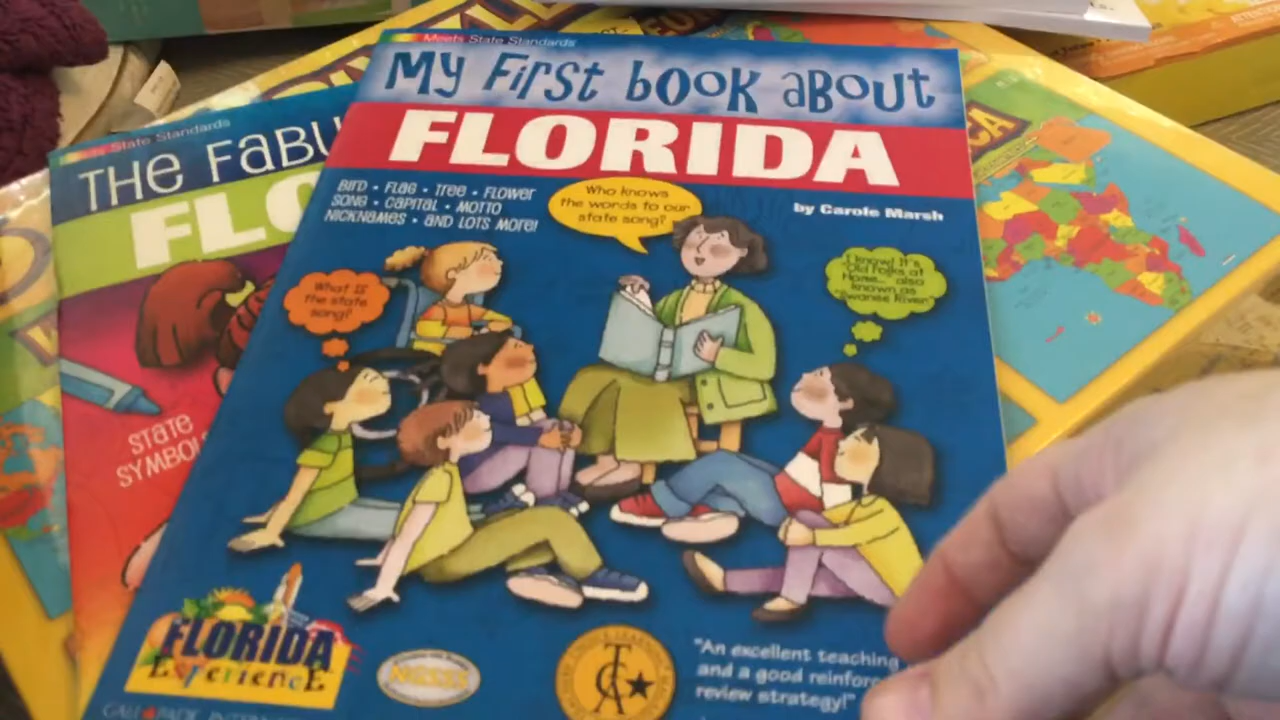 Meets State Standards
My First book about
FLORIDA
BIRD • FLAG • TREE • FLOWER
SONG • CAPITAL • MOTTO
NICKNAMES • AND LOTS MORE!
Who knows
the words to our
state song?
by Carole Marsh
What is
the state
song?
I know! It's
"Old Folks at
Home... also
known as
"Swanee River"
FLORIDA
Experience
"An excellent teaching
and a good reinforce
review strategy!"
State Standards
THE FABU
FLO
STATE
SYMBOL
CA